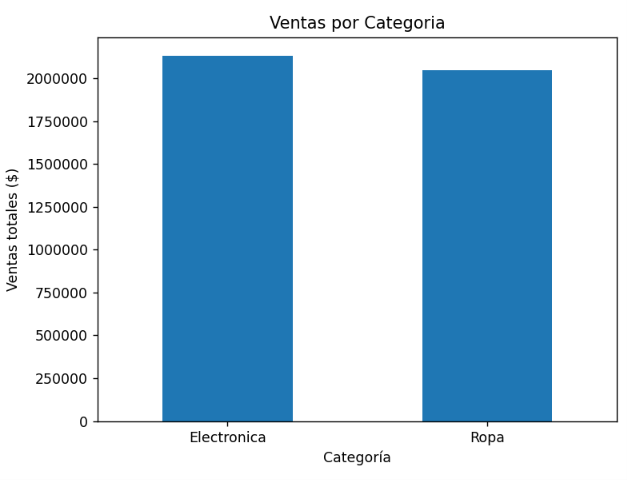 Ventas por Categoria
Ventas totales ($)
2000000
1750000
1500000
1250000
1000000
750000
500000
250000
0
Electronica
Ropa
Categoría